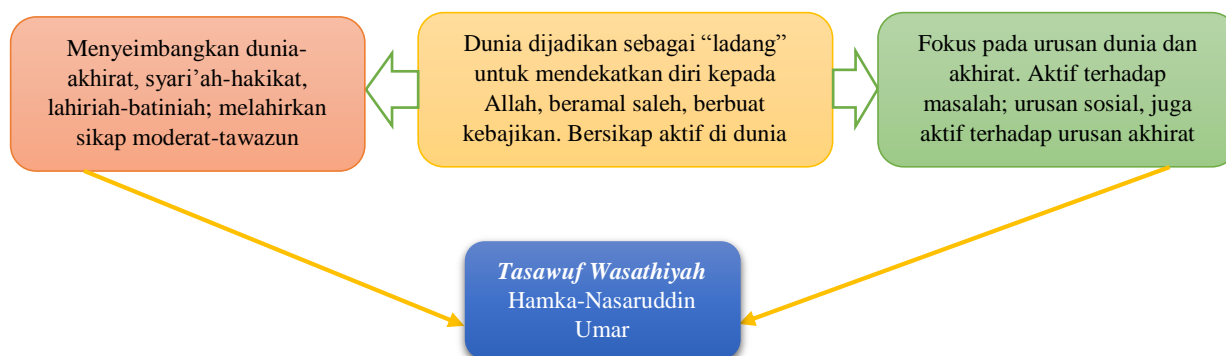 Menyeimbangkan dunia-
akhirat, syari’ah-hakikat,
lahiriah-batiniah; melahirkan
sikap moderat-tawazun
Dunia dijadikan sebagai “ladang”
untuk mendekatkan diri kepada
Allah, beramal saleh, berbuat
kebajikan. Bersikap aktif di dunia
Fokus pada urusan dunia dan
akhirat. Aktif terhadap
masalah; urusan sosial, juga
aktif terhadap urusan akhirat
Tasawuf Wasathiyah
Hamka-Nasaruddin
Umar